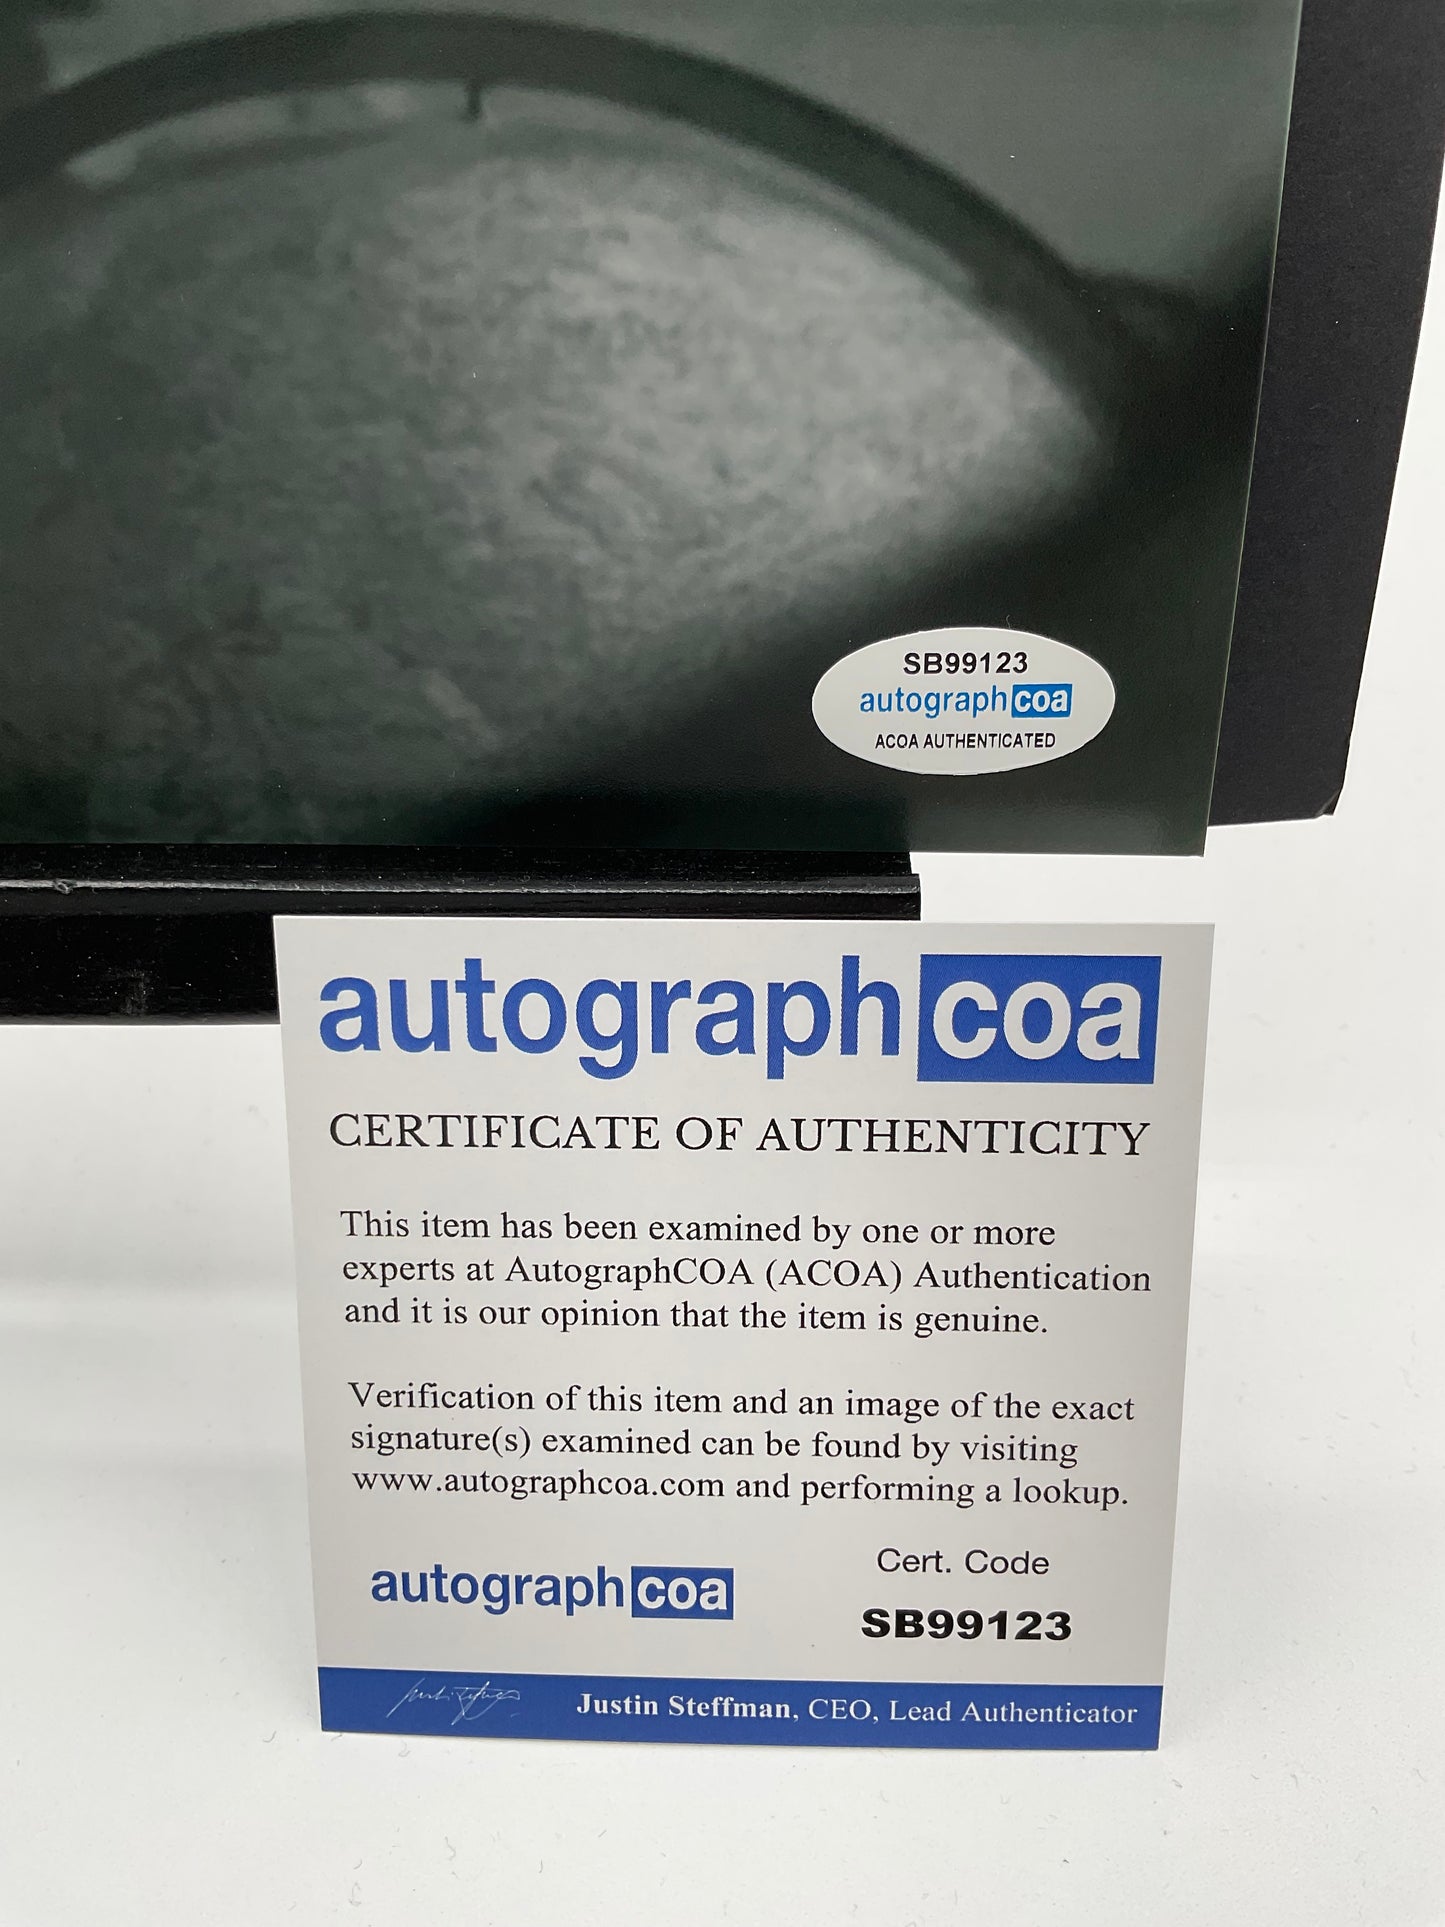 SB99123
autographcoa
ACOA AUTHENTICATED
autographcoa
CERTIFICATE OF AUTHENTICITY
This item has been examined by one or more
experts at AutographCOA (ACOA) Authentication
and it is our opinion that the item is genuine.
Verification of this item and an image of the exact
signature(s) examined can be found by visiting
www.autographcoa.com and performing a lookup.
autographcoa
Cert. Code
SB99123
Justin Steffman, CEO, Lead Authenticator